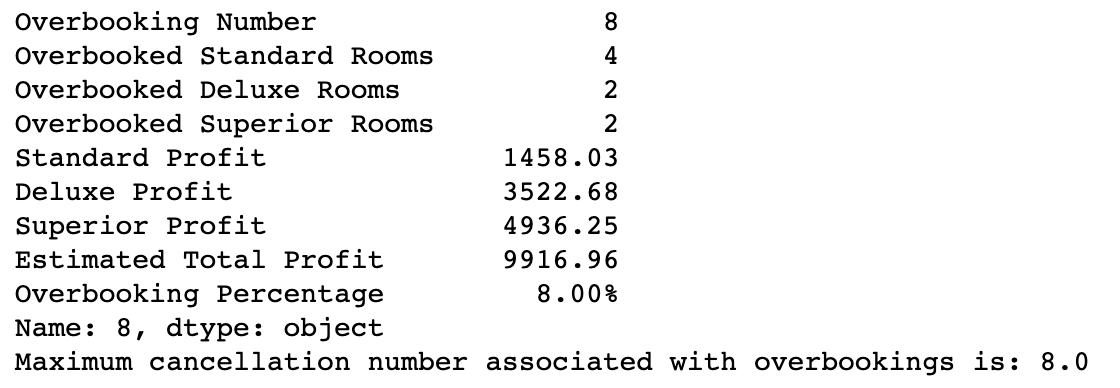 Overbooking Number 8
Overbooked Standard Rooms 4
Overbooked Deluxe Rooms 2
Overbooked Superior Rooms 2
Standard Profit 1458.03
Deluxe Profit 3522.68
Superior Profit 4936.25
Estimated Total Profit 9916.96
Overbooking Percentage 8.00%
Name: 8, dtype: object
Maximum cancellation number associated with overbookings is: 8.0